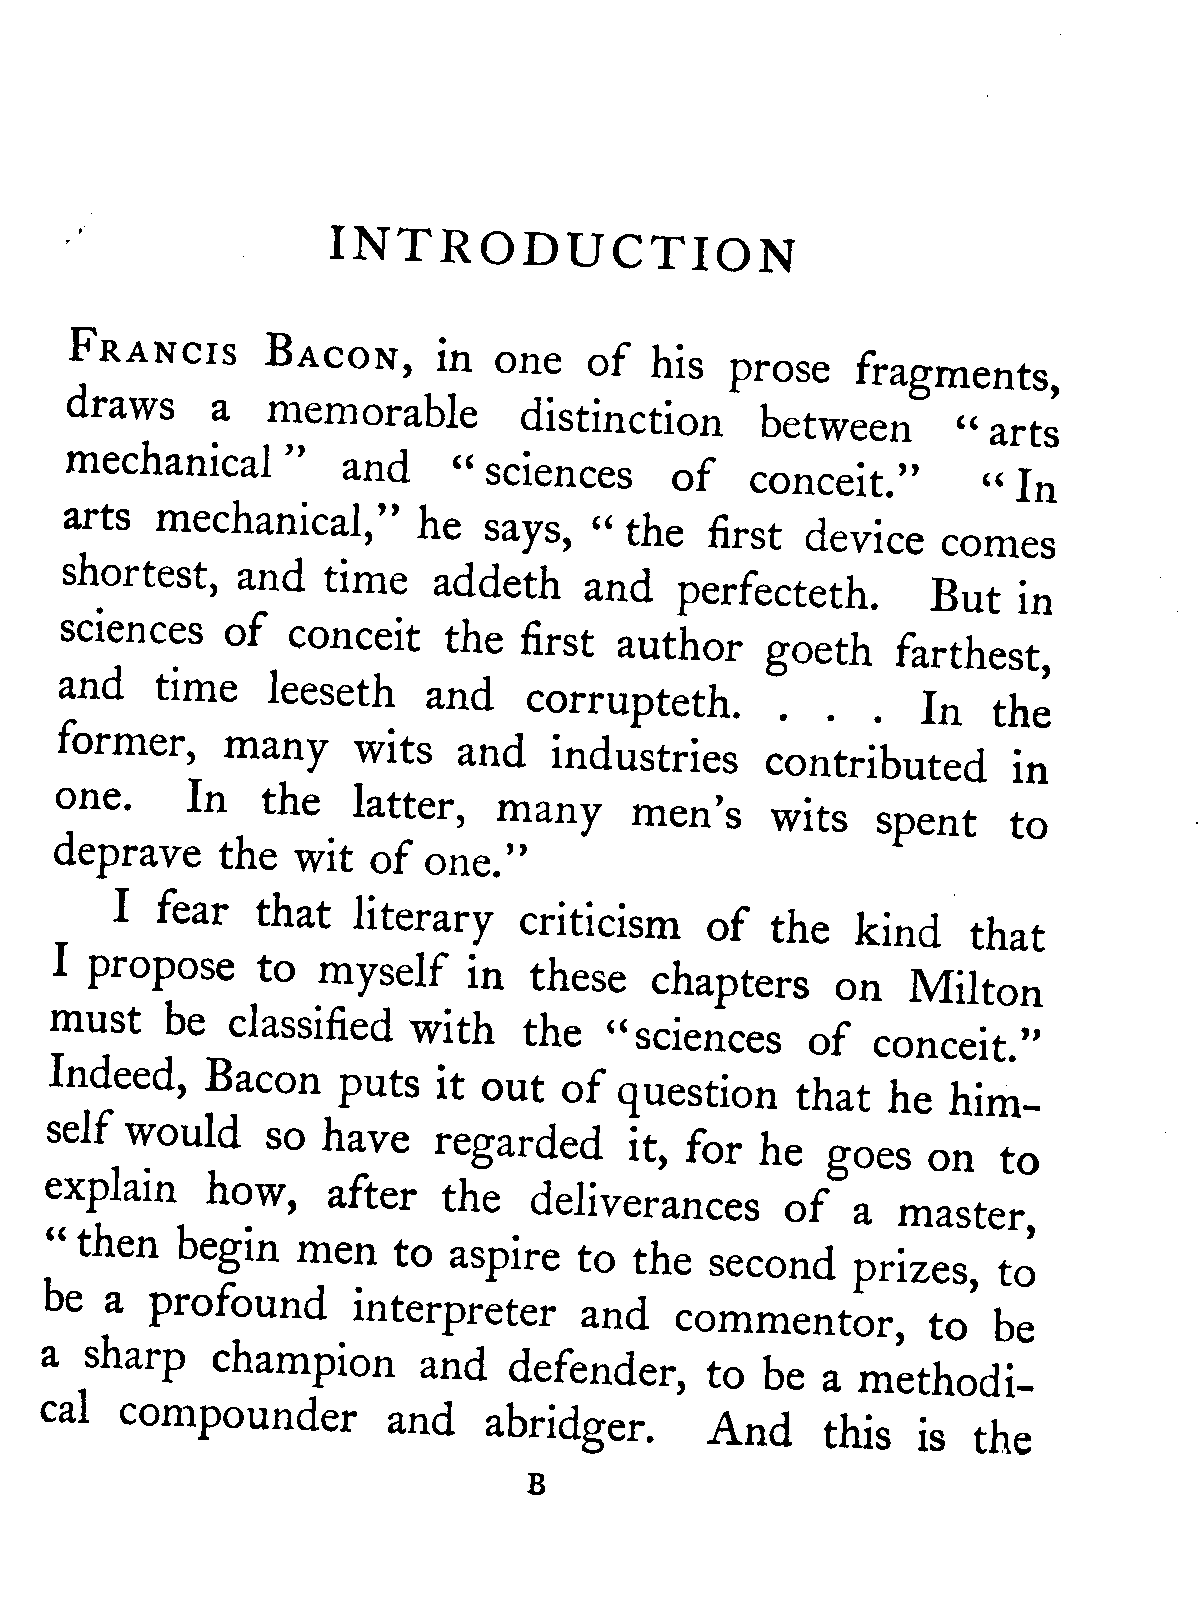 INTRODUCTION
FRANCIS BACON, in one of his prose fragments,
draws a memorable distinction between “arts
mechanical” and “sciences of conceit.” “In
arts mechanical,” he says, “the first device comes
shortest, and time addeth and perfecteth. But in
sciences of conceit the first author goeth farthest,
and time leeseth and corrupteth. . . . In the
former, many wits and industries contributed in
one. In the latter, many men’s wits spent to
deprave the wit of one.”
I fear that literary criticism of the kind that
I propose to myself in these chapters on Milton
must be classified with the “sciences of conceit.”
Indeed, Bacon puts it out of question that he him-
self would so have regarded it, for he goes on to
explain how, after the deliverances of a master,
“then begin men to aspire to the second prizes, to
be a profound interpreter and commentor, to be
a sharp champion and defender, to be a methodi-
cal compounder and abridger. And this is the
B